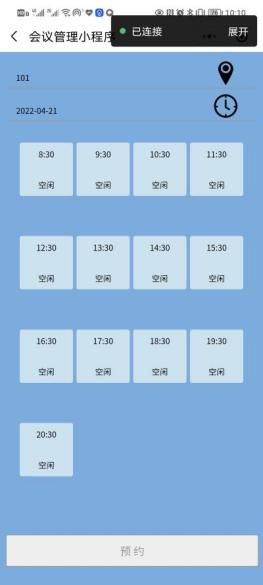 10:10
会议管理小程序
已连接 展开
101
2022-04-21
8:30 9:30 10:30 11:30
空闲 空闲 空闲 空闲
12:30 13:30 14:30 15:30
空闲 空闲 空闲 空闲
16:30 17:30 18:30 19:30
空闲 空闲 空闲 空闲
20:30
空闲
预约